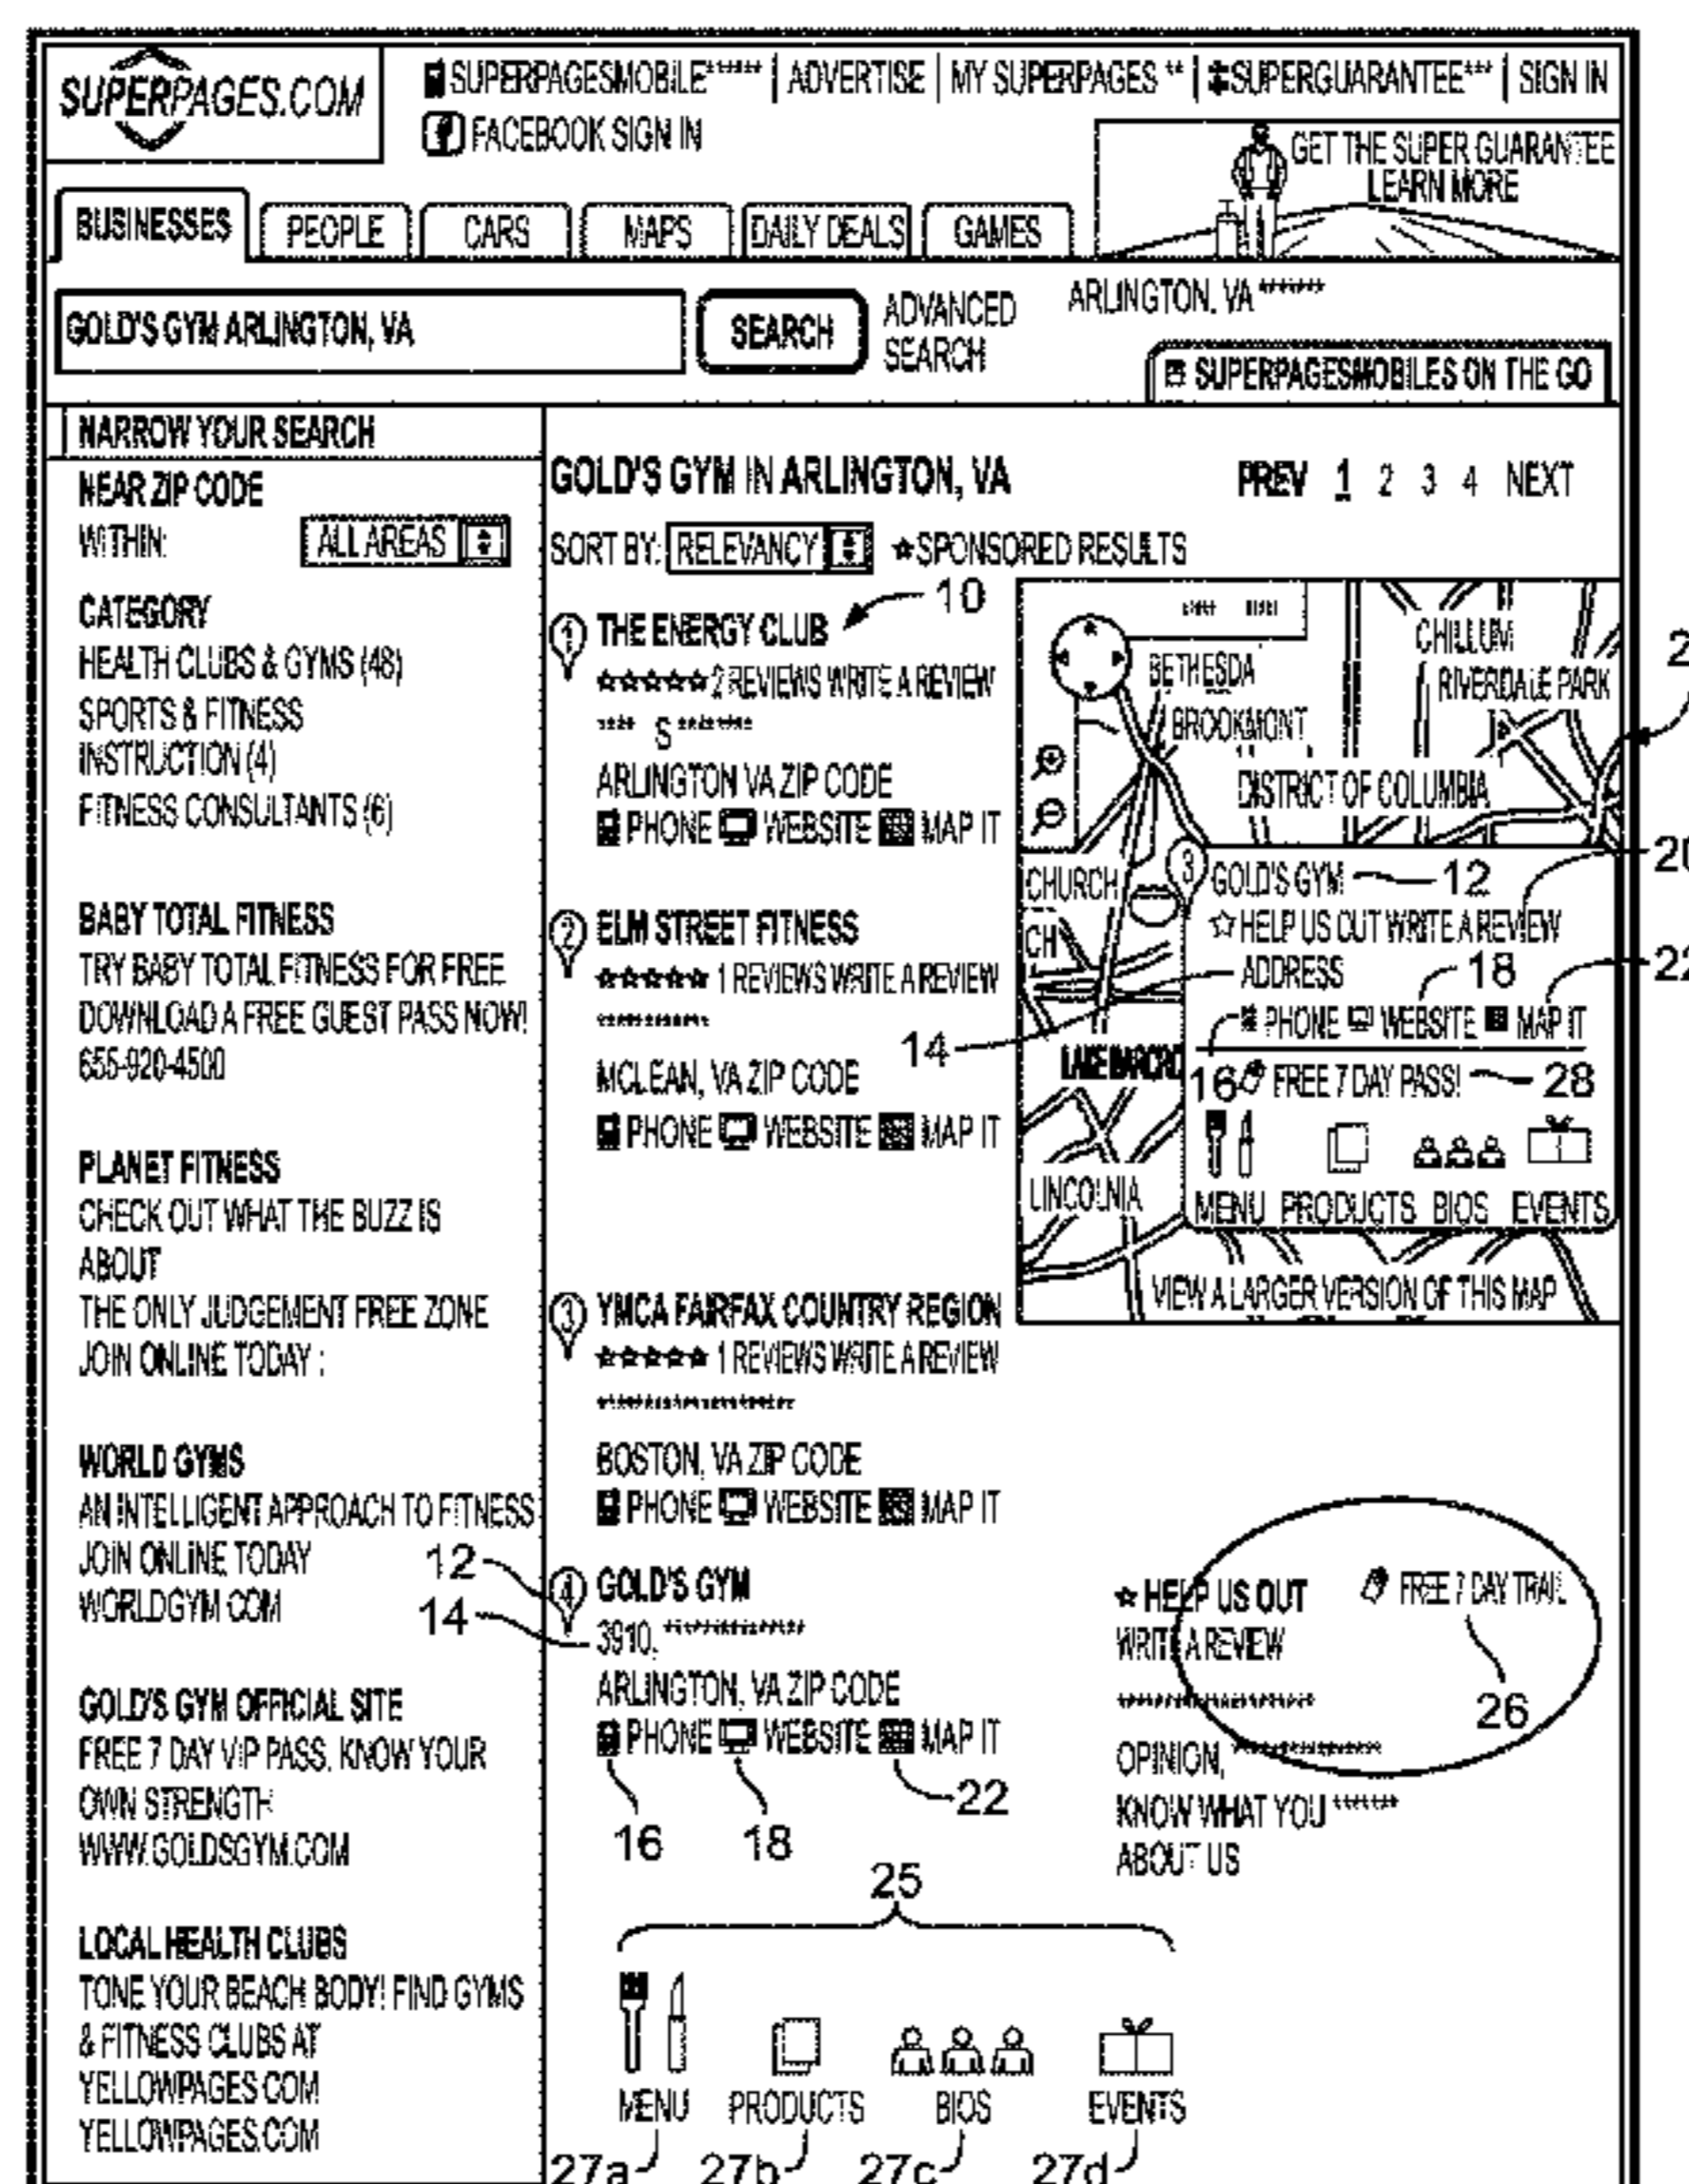 SUPERPAGES.COM
SUPERPAGESMOBILE****** | ADVERTISE | MY SUPERPAGES ** | SUPERGUARANTEE*** | SIGN IN
FACEBOOK SIGN IN
GET THE SUPER GUARANTEE
LEARN MORE
BUSINESSES PEOPLE CARS MAPS DAILY DEALS GAMES
GOLD'S GYM ARLINGTON, VA
SEARCH
ADVANCED
SEARCH
ARLINGTON, VA *******
SUPERPAGESMOBILES ON THE GO
NARROW YOUR SEARCH
NEAR ZIP CODE
WITHIN: ALL AREAS
CATEGORY
HEALTH CLUBS & GYMS (48)
SPORTS & FITNESS
INSTRUCTION (4)
FITNESS CONSULTANTS (6)
BABY TOTAL FITNESS
TRY BABY TOTAL FITNESS FOR FREE
DOWNLOAD A FREE GUEST PASS NOW!
655-920-4500
PLANET FITNESS
CHECK OUT WHAT THE BUZZ IS
ABOUT
THE ONLY JUDGEMENT FREE ZONE
JOIN ONLINE TODAY :
WORLD GYMS
AN INTELLIGENT APPROACH TO FITNESS
JOIN ONLINE TODAY
WORLDGYM COM
GOLD'S GYM OFFICIAL SITE
FREE 7 DAY VIP PASS, KNOW YOUR
OWN STRENGTH
WWW.GOLDSGYM.COM
LOCAL HEALTH CLUBS
TONE YOUR BEACH BODY! FIND GYMS
& FITNESS CLUBS AT
YELLOWPAGES COM
YELLOWPAGES.COM
GOLD'S GYM IN ARLINGTON, VA
PREV 1 2 3 4 NEXT
SORT BY: RELEVANCY ★SPONSORED RESULTS
1 THE ENERGY CLUB 10
☆☆☆☆☆ 2 REVIEWS WRITE A REVIEW
**** S ********
ARLINGTON VA ZIP CODE
PHONE WEBSITE MAP IT
2 ELM STREET FITNESS
☆☆☆☆☆ 1 REVIEWS WRITE A REVIEW
************
MCLEAN, VA ZIP CODE
PHONE WEBSITE MAP IT
3 YMCA FAIRFAX COUNTRY REGION
☆☆☆☆☆ 1 REVIEWS WRITE A REVIEW
*********************
BOSTON, VA ZIP CODE
PHONE WEBSITE MAP IT
12 4 GOLD'S GYM
14 3910, ***************
ARLINGTON, VA ZIP CODE
PHONE WEBSITE MAP IT
16 18 22
CHILLUM
BETHESDA
RIVERDALE PARK
BROOKMONT
DISTRICT OF COLUMBIA
CHURCH
CH
LINCOLNIA
3 GOLD'S GYM 12
☆ HELP US OUT WRITE A REVIEW
14 ADDRESS 18
PHONE WEBSITE MAP IT
16 FREE 7 DAY PASS! 28
MENU PRODUCTS BIOS EVENTS
VIEW A LARGER VERSION OF THIS MAP
★ HELP US OUT
WRITE A REVIEW
********************
OPINION, ***************
KNOW WHAT YOU *******
ABOUT US
FREE 7 DAY TRAIL
26
25
MENU PRODUCTS BIOS EVENTS
27a 27b 27c 27d